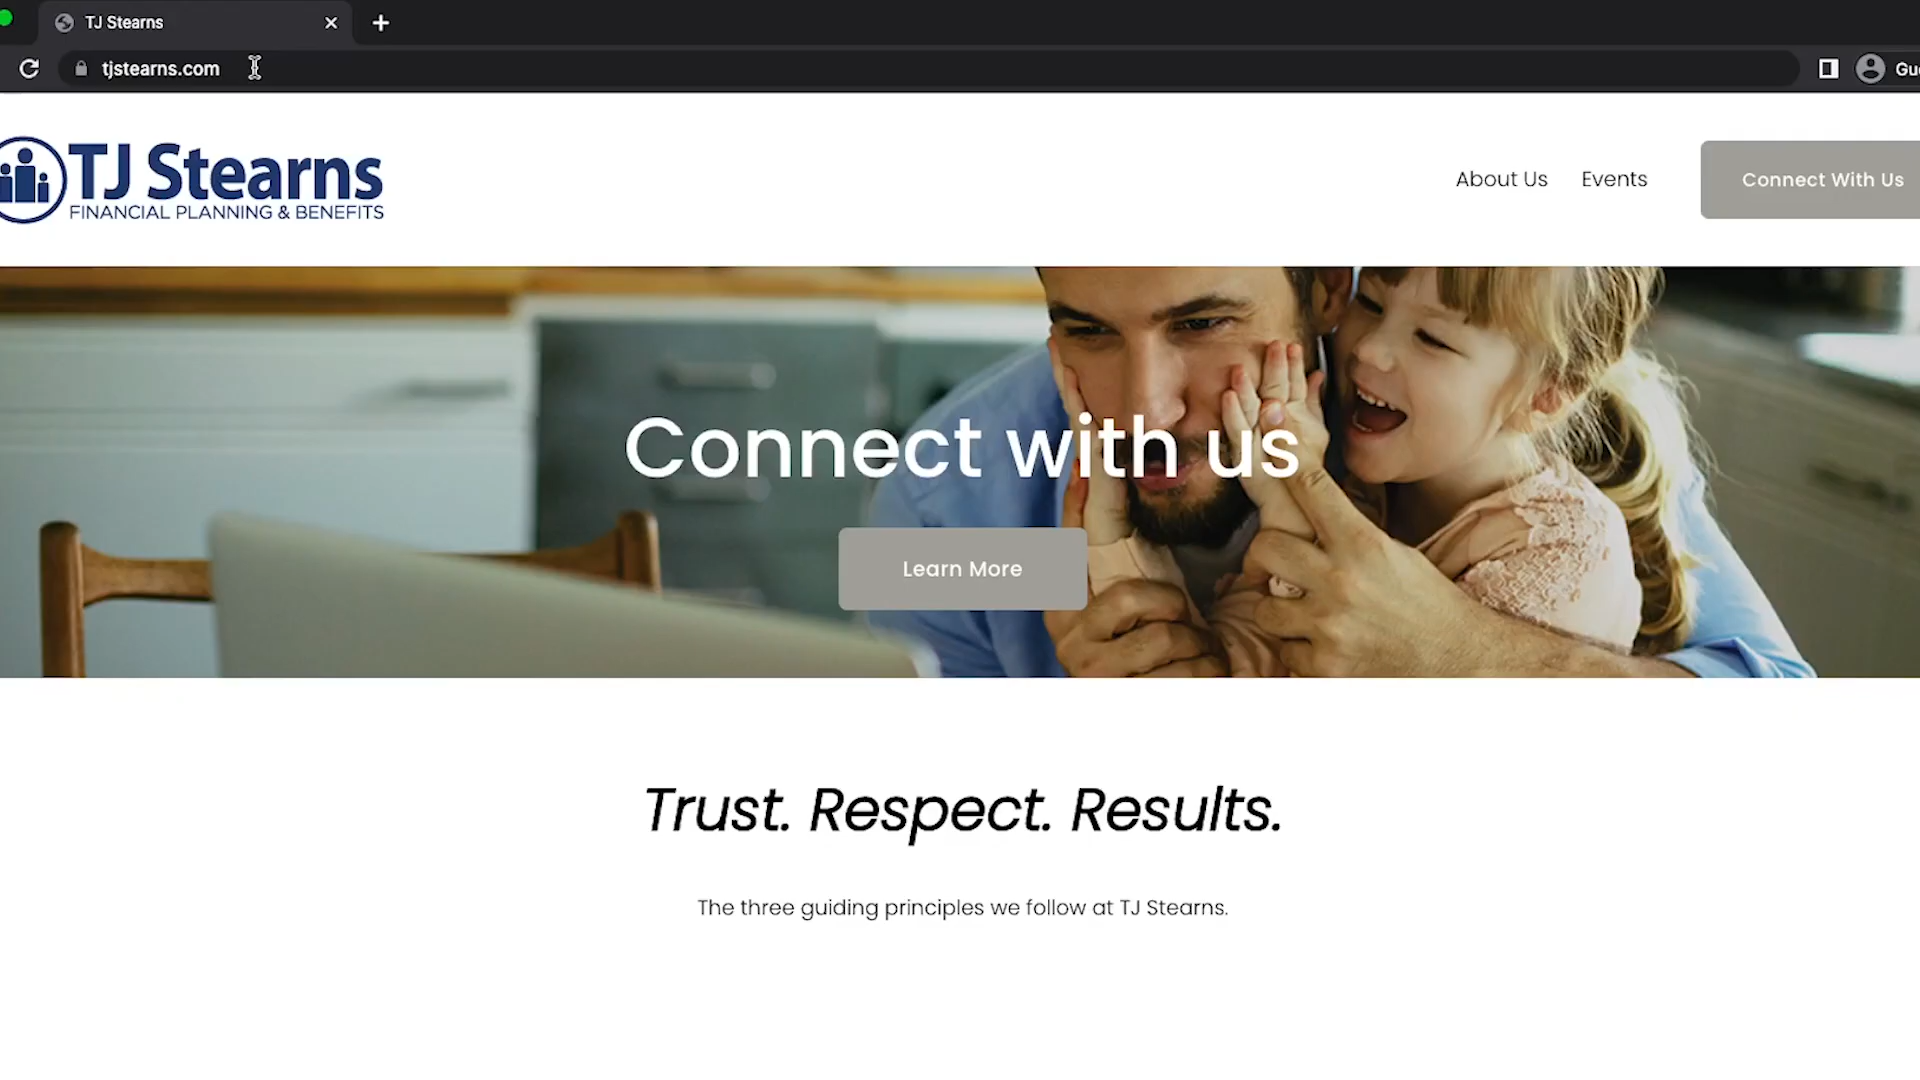 TJ Stearns
tjstearns.com
TJ Stearns
FINANCIAL PLANNING & BENEFITS
About Us
Events
Connect With Us
Connect with us
Learn More
Trust. Respect. Results.
The three guiding principles we follow at TJ Stearns.